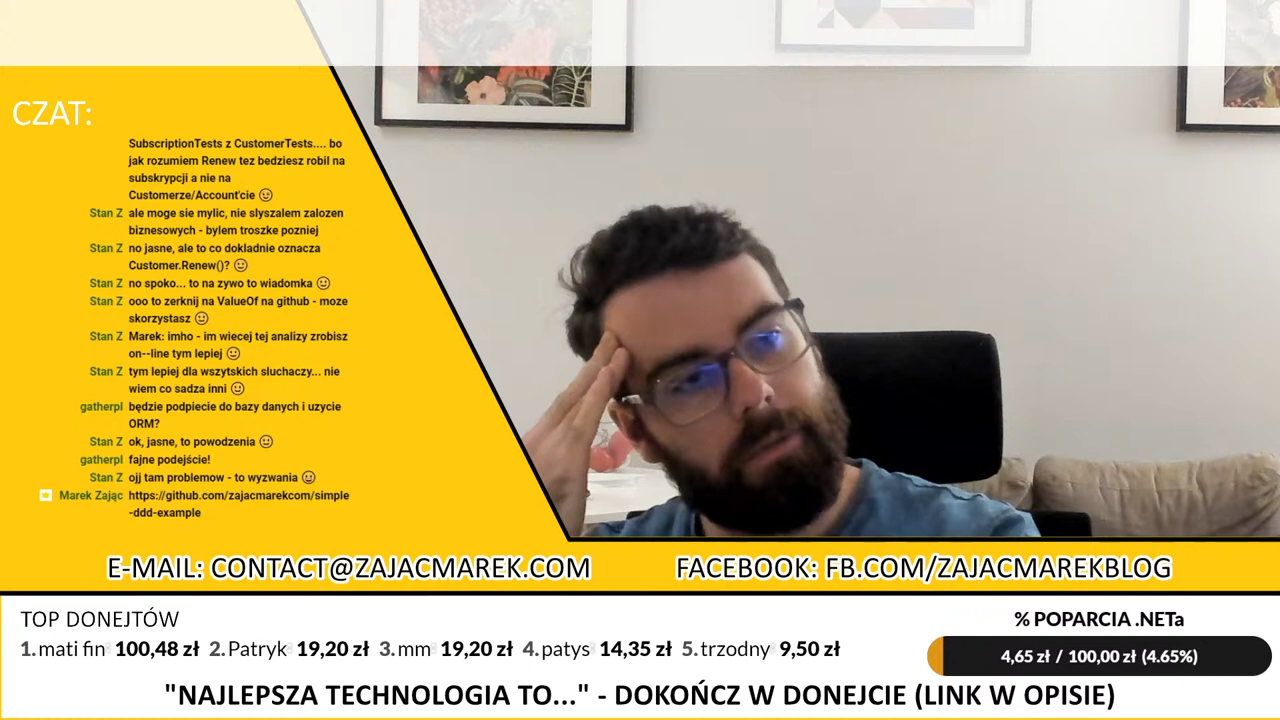 CZAT:
SubscriptionTests z CustomerTests.... bo
jak rozumiem Renew tez bedziesz robil na
subskrypcji a nie na
Customerze/Account'cie
Stan Z ale moge sie mylic, nie slyszalem zalozen
biznesowych - bylem troszke pozniej
Stan Z no jasne, ale to co dokladnie oznacza
Customer.Renew()?
Stan Z no spoko... to na zywo to wiadomka
Stan Z ooo to zerknij na ValueOf na github - moze
skorzystasz
Stan Z Marek: imho - im wiecej tej analizy zrobisz
on--line tym lepiej
Stan Z tym lepiej dla wszytskich sluchaczy... nie
wiem co sadza inni
gatherpl będzie podpiecie do bazy danych i uzycie
ORM?
Stan Z ok, jasne, to powodzenia
gatherpl fajne podejście!
Stan Z ojj tam problemow - to wyzwania
Marek Zając https://github.com/zajacmarekcom/simple
-ddd-example
E-MAIL: CONTACT@ZAJACMAREK.COM FACEBOOK: FB.COM/ZAJACMAREKBLOG
TOP DONEJTÓW
1.mati fin 100,48 zł 2.Patryk 19,20 zł 3.mm 19,20 zł 4.patys 14,35 zł 5.trzodny 9,50 zł
% POPARCIA .NETa
4,65 zł / 100,00 zł (4.65%)
"NAJLEPSZA TECHNOLOGIA TO..." - DOKOŃCZ W DONEJCIE (LINK W OPISIE)